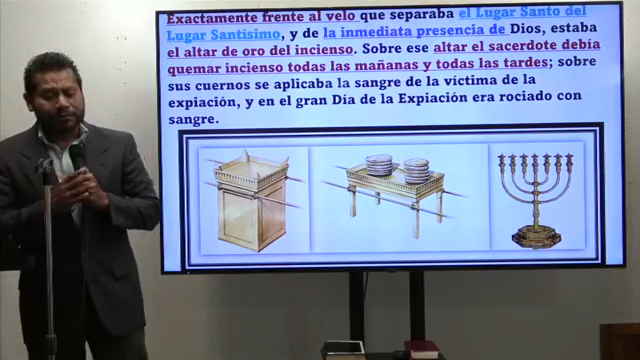 Exactamente frente al velo que separaba el Lugar Santo del
Lugar Santísimo, y de la inmediata presencia de Dios, estaba
el altar de oro del incienso. Sobre ese altar el sacerdote debía
quemar incienso todas las mañanas y todas las tardes; sobre
sus cuernos se aplicaba la sangre de la víctima de la
expiación, y en el gran Día de la Expiación era rociado con
sangre.